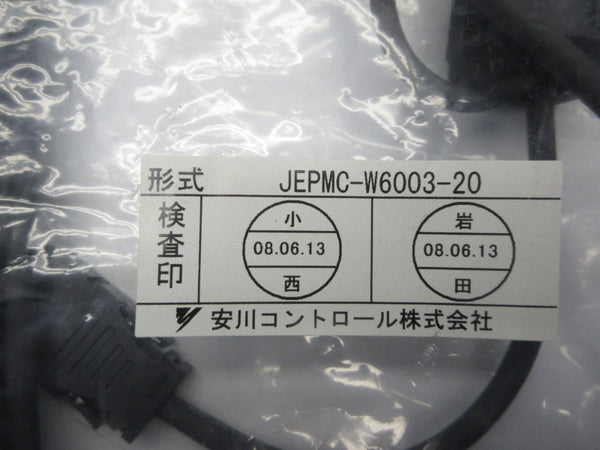 形式 JEPMC-W6003-20
検査印
小
08.06.13
西
岩
08.06.13
田
安川コントロール株式会社